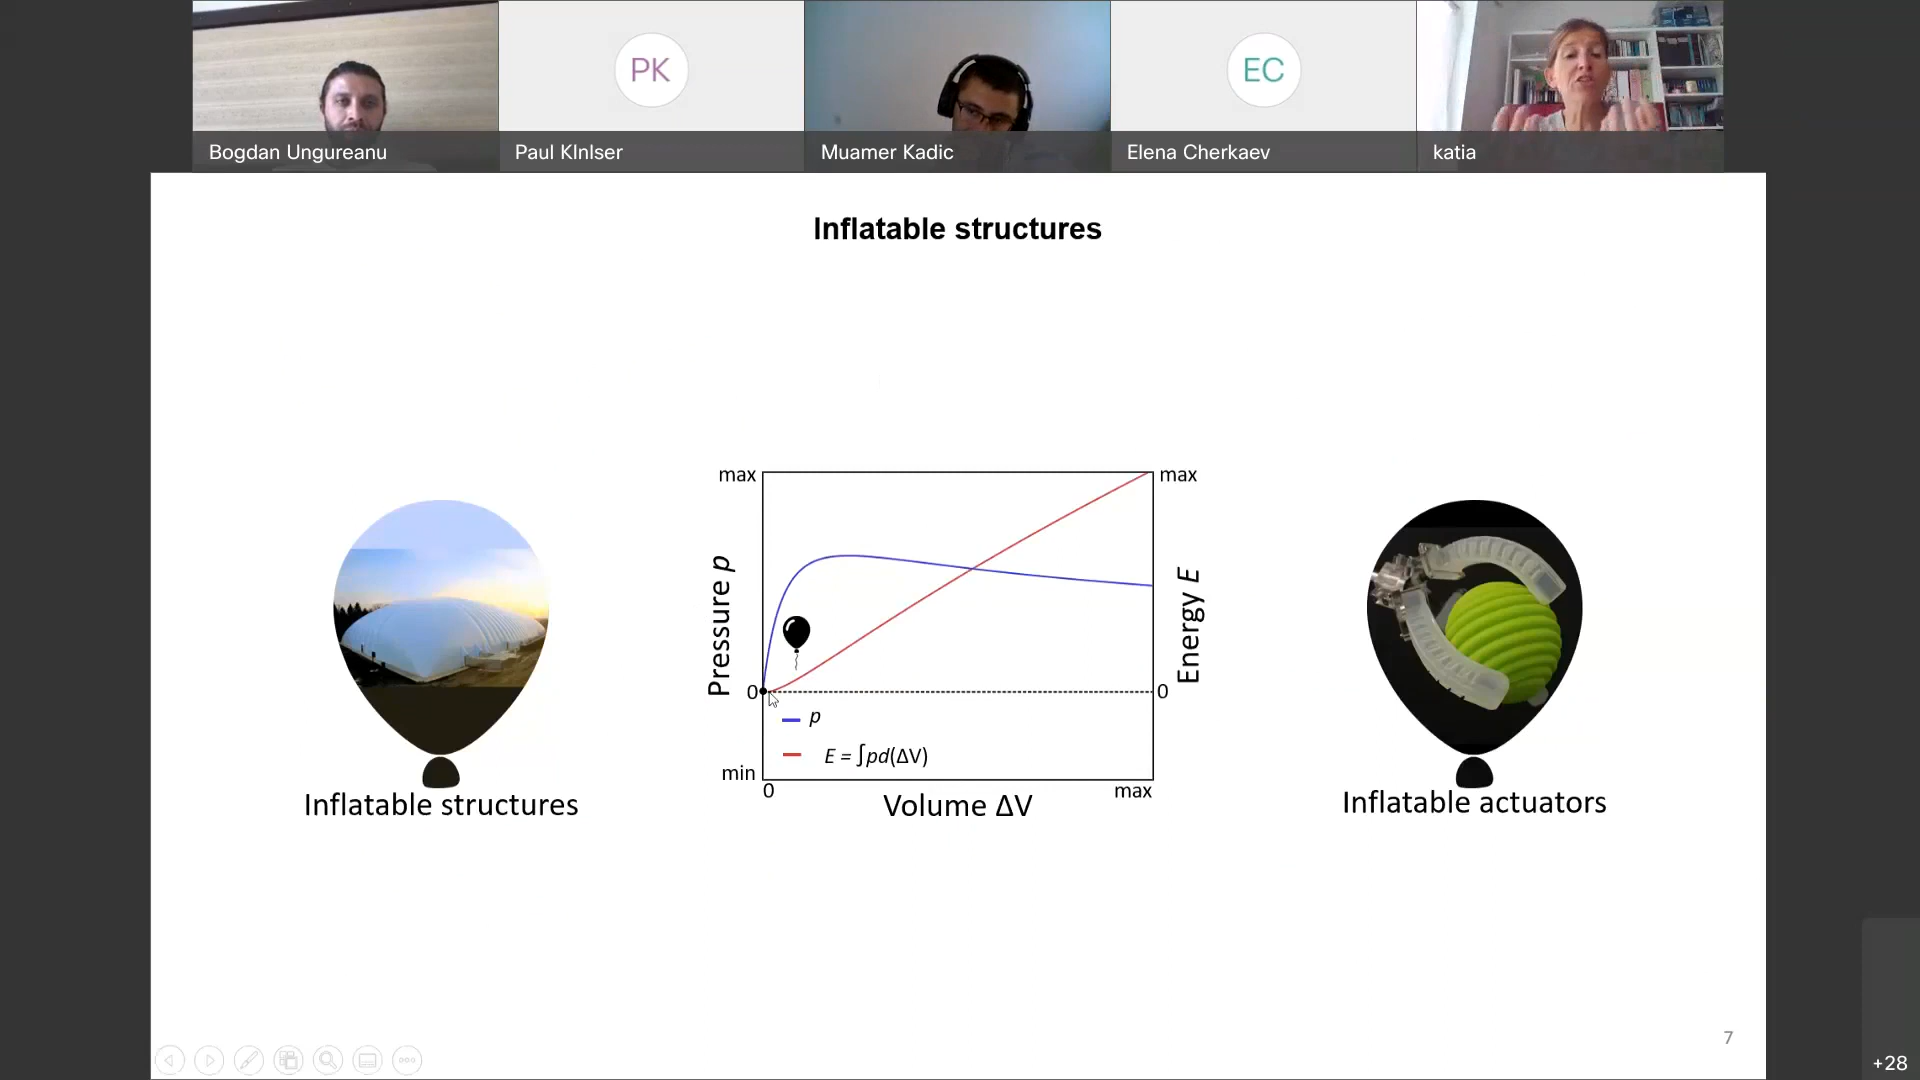 PK
EC
Bogdan Ungureanu
Paul KlnIser
Muamer Kadic
Elena Cherkaev
katia
Inflatable structures
max
max
Pressure p
Energy E
0
0
p
E = ∫pd(ΔV)
min
0
max
Volume ΔV
Inflatable structures
Inflatable actuators
7
+28